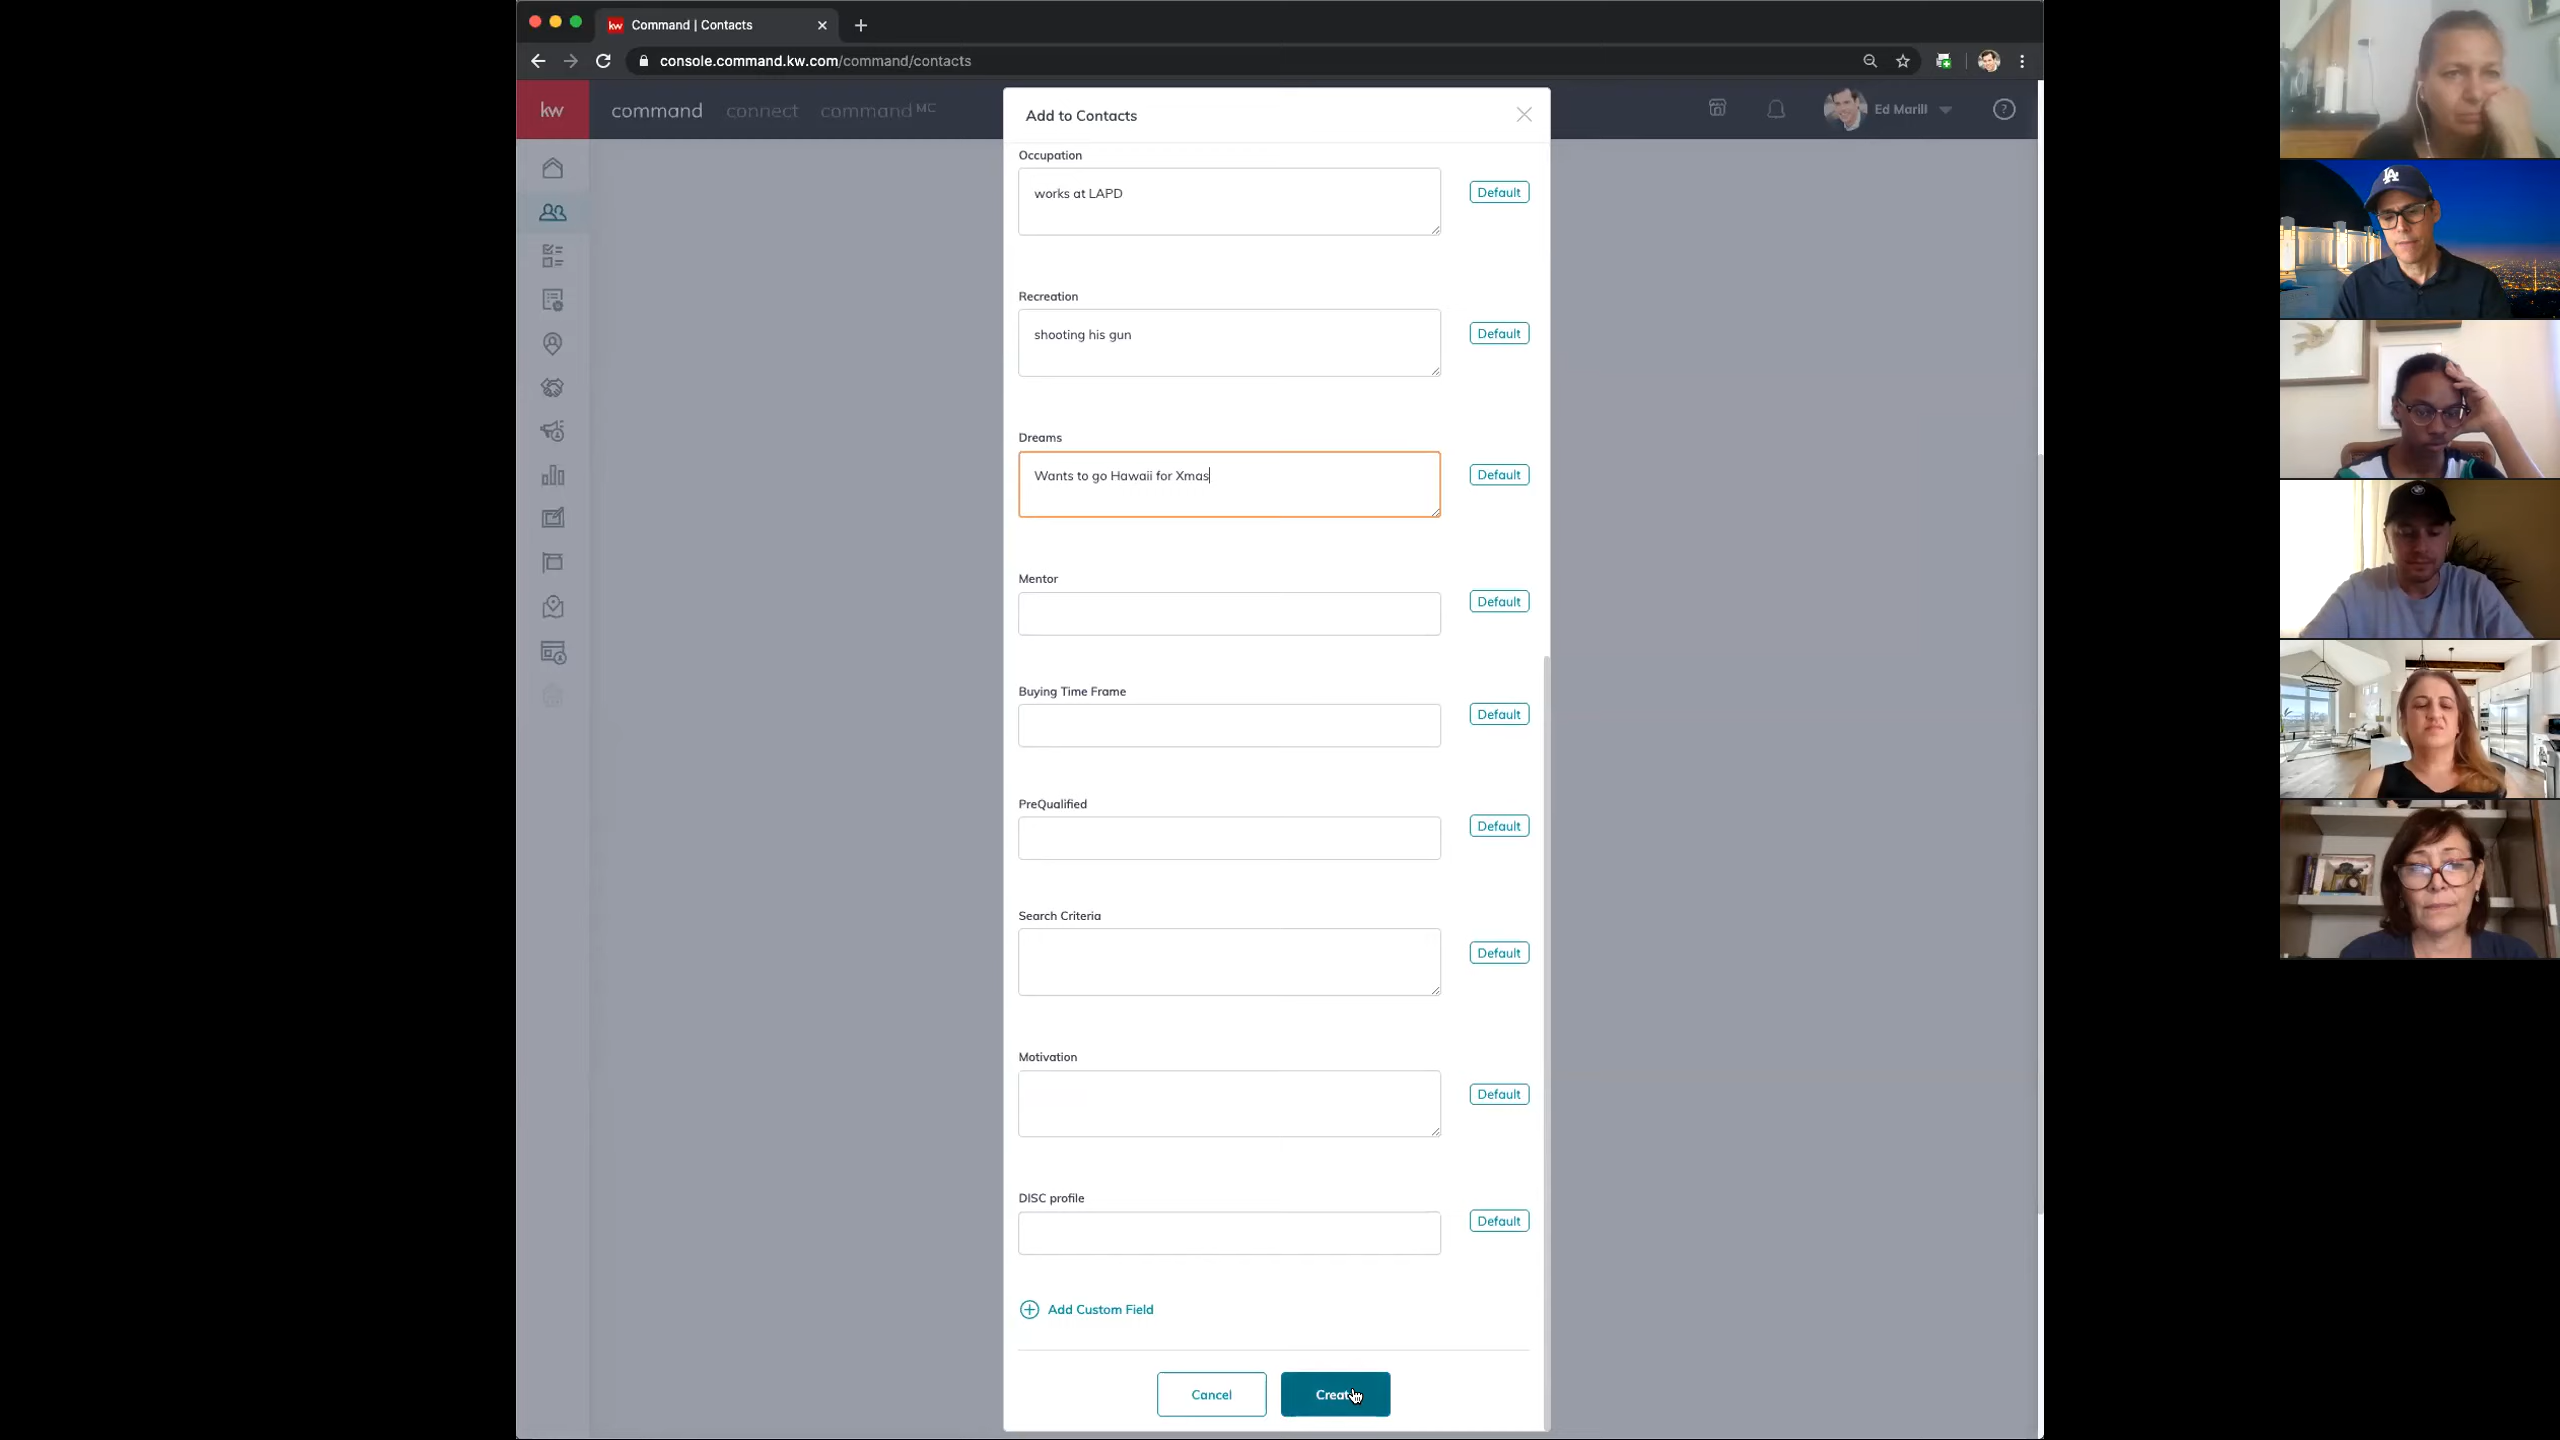 Command | Contacts
console.command.kw.com/command/contacts
kw
command
connect
command MC
Ed Marill
Add to Contacts
Occupation
works at LAPD
Default
Recreation
shooting his gun
Default
Dreams
Wants to go Hawaii for Xmas
Default
Mentor
Default
Buying Time Frame
Default
PreQualified
Default
Search Criteria
Default
Motivation
Default
DISC profile
Default
Add Custom Field
Cancel
Create
LA